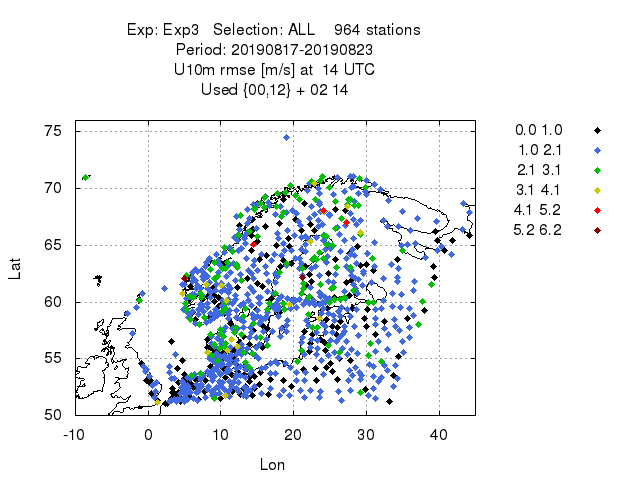 Exp: Exp3 Selection: ALL 964 stations
Period: 20190817-20190823
U10m rmse [m/s] at 14 UTC
Used {00,12} + 02 14
75
70
65
60
55
50
Lat
-10 0 10 20 30 40
Lon
0.0 1.0
1.0 2.1
2.1 3.1
3.1 4.1
4.1 5.2
5.2 6.2